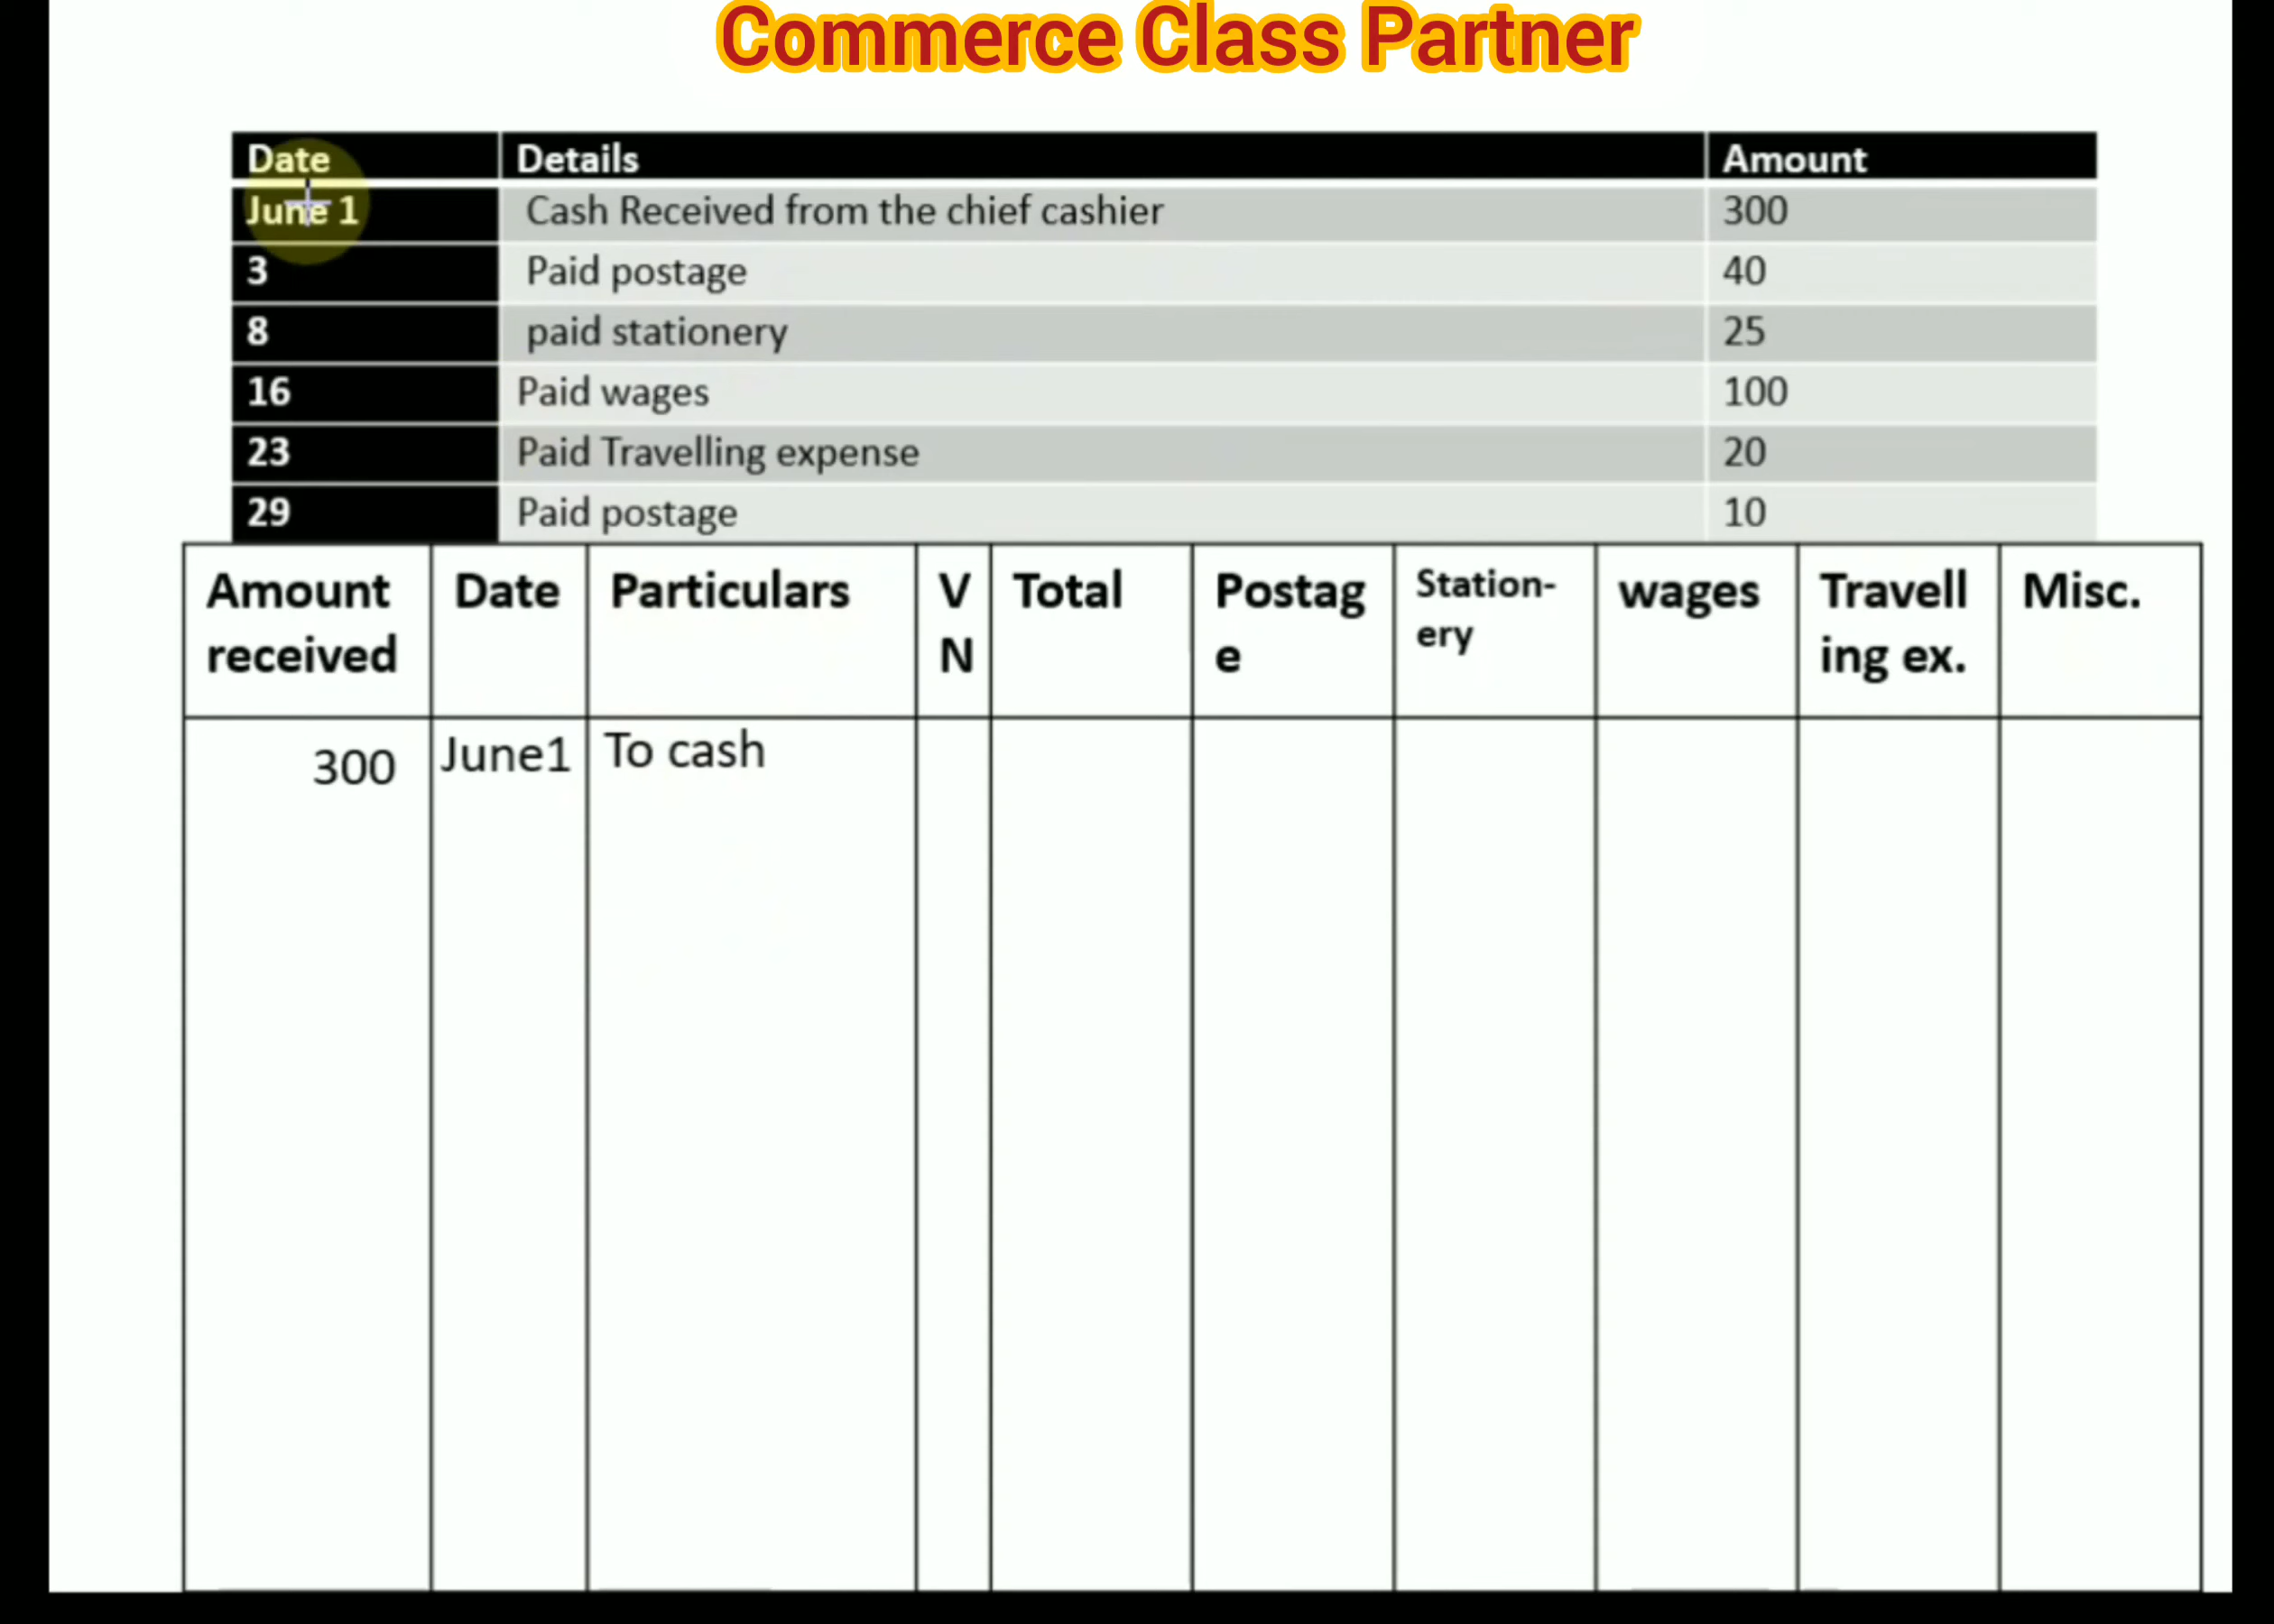 Commerce Class Partner
Date Details Amount
June 1 Cash Received from the chief cashier 300
3 Paid postage 40
8 paid stationery 25
16 Paid wages 100
23 Paid Travelling expense 20
29 Paid postage 10
Amount Date Particulars V Total Postag Station- wages Travell Misc.
received N e ery ing ex.
300 June1 To cash